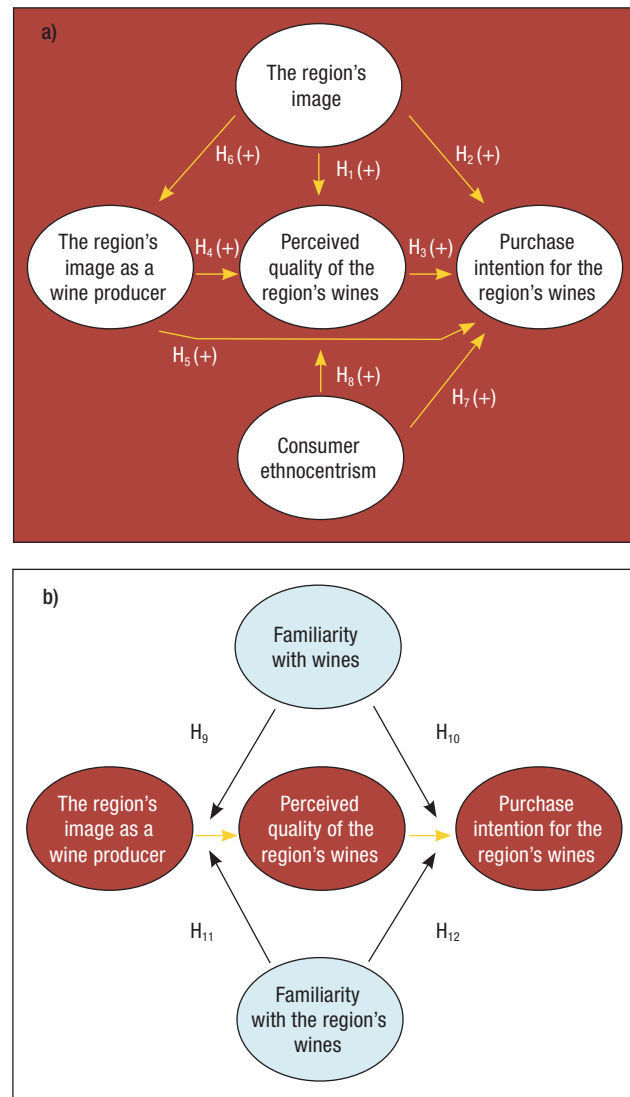 a)
The region's
image
H₆ (+)
H₁ (+)
H₂ (+)
The region's
image as a
wine producer
H₄ (+)
Perceived
quality of the
region's wines
H₃ (+)
Purchase
intention for the
region's wines
H₅ (+)
H₈ (+)
H₇ (+)
Consumer
ethnocentrism
b)
Familiarity
with wines
H₉
H₁₀
The region's
image as a
wine producer
Perceived
quality of the
region's wines
Purchase
intention for the
region's wines
H₁₁
H₁₂
Familiarity
with the region's
wines